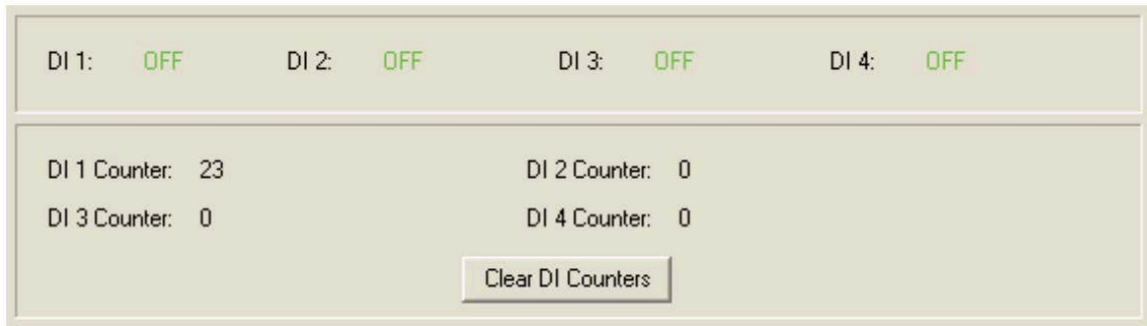 DI 1: OFF DI 2: OFF DI 3: OFF DI 4: OFF
DI 1 Counter: 23 DI 2 Counter: 0
DI 3 Counter: 0 DI 4 Counter: 0
Clear DI Counters